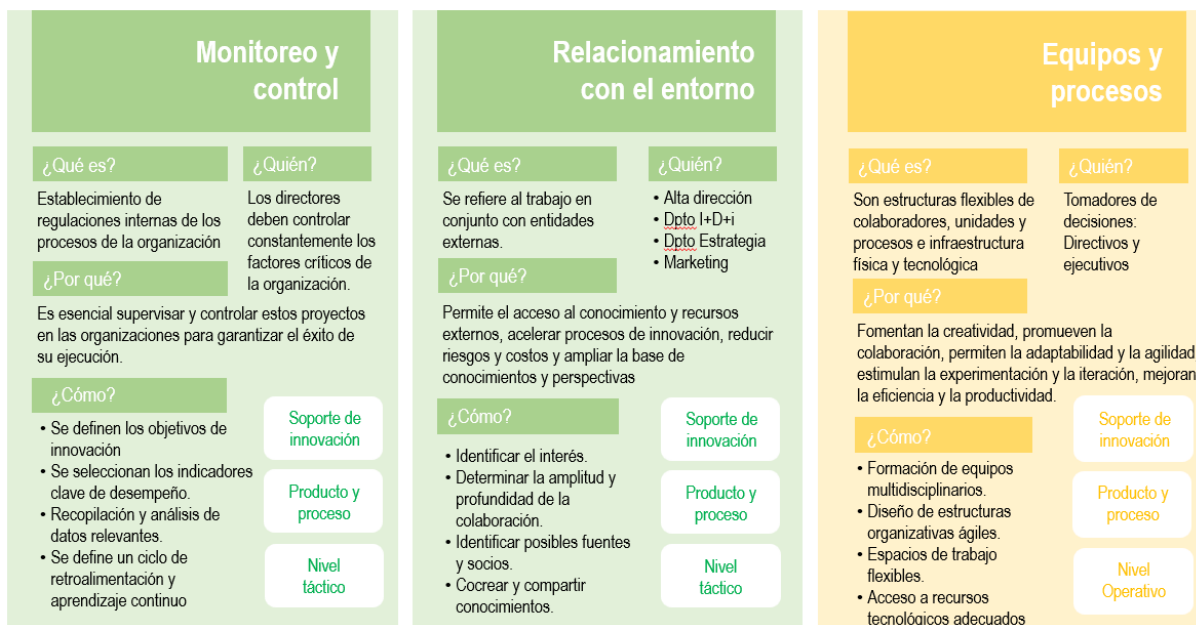 Monitoreo y
control
¿Qué es?
Establecimiento de
regulaciones internas de los
procesos de la organización
¿Quién?
Los directores
deben controlar
constantemente los
factores críticos de
la organización.
¿Por qué?
Es esencial supervisar y controlar estos proyectos
en las organizaciones para garantizar el éxito de
su ejecución.
¿Cómo?
• Se definen los objetivos de
innovación
• Se seleccionan los indicadores
clave de desempeño.
• Recopilación y análisis de
datos relevantes.
• Se define un ciclo de
retroalimentación y
aprendizaje continuo
Soporte de
innovación
Producto y
proceso
Nivel
táctico
Relacionamiento
con el entorno
¿Qué es?
Se refiere al trabajo en
conjunto con entidades
externas.
¿Quién?
• Alta dirección
• Dpto I+D+i
• Dpto Estrategia
• Marketing
¿Por qué?
Permite el acceso al conocimiento y recursos
externos, acelerar procesos de innovación, reducir
riesgos y costos y ampliar la base de
conocimientos y perspectivas
¿Cómo?
• Identificar el interés.
• Determinar la amplitud y
profundidad de la
colaboración.
• Identificar posibles fuentes
y socios.
• Cocrear y compartir
conocimientos.
Soporte de
innovación
Producto y
proceso
Nivel
táctico
Equipos y
procesos
¿Qué es?
Son estructuras flexibles de
colaboradores, unidades y
procesos e infraestructura
física y tecnológica
¿Quién?
Tomadores de
decisiones:
Directivos y
ejecutivos
¿Por qué?
Fomentan la creatividad, promueven la
colaboración, permiten la adaptabilidad y la agilidad
estimulan la experimentación y la iteración, mejoran
la eficiencia y la productividad.
¿Cómo?
• Formación de equipos
multidisciplinarios.
• Diseño de estructuras
organizativas ágiles.
• Espacios de trabajo
flexibles.
• Acceso a recursos
tecnológicos adecuados
Soporte de
innovación
Producto y
proceso
Nivel
Operativo